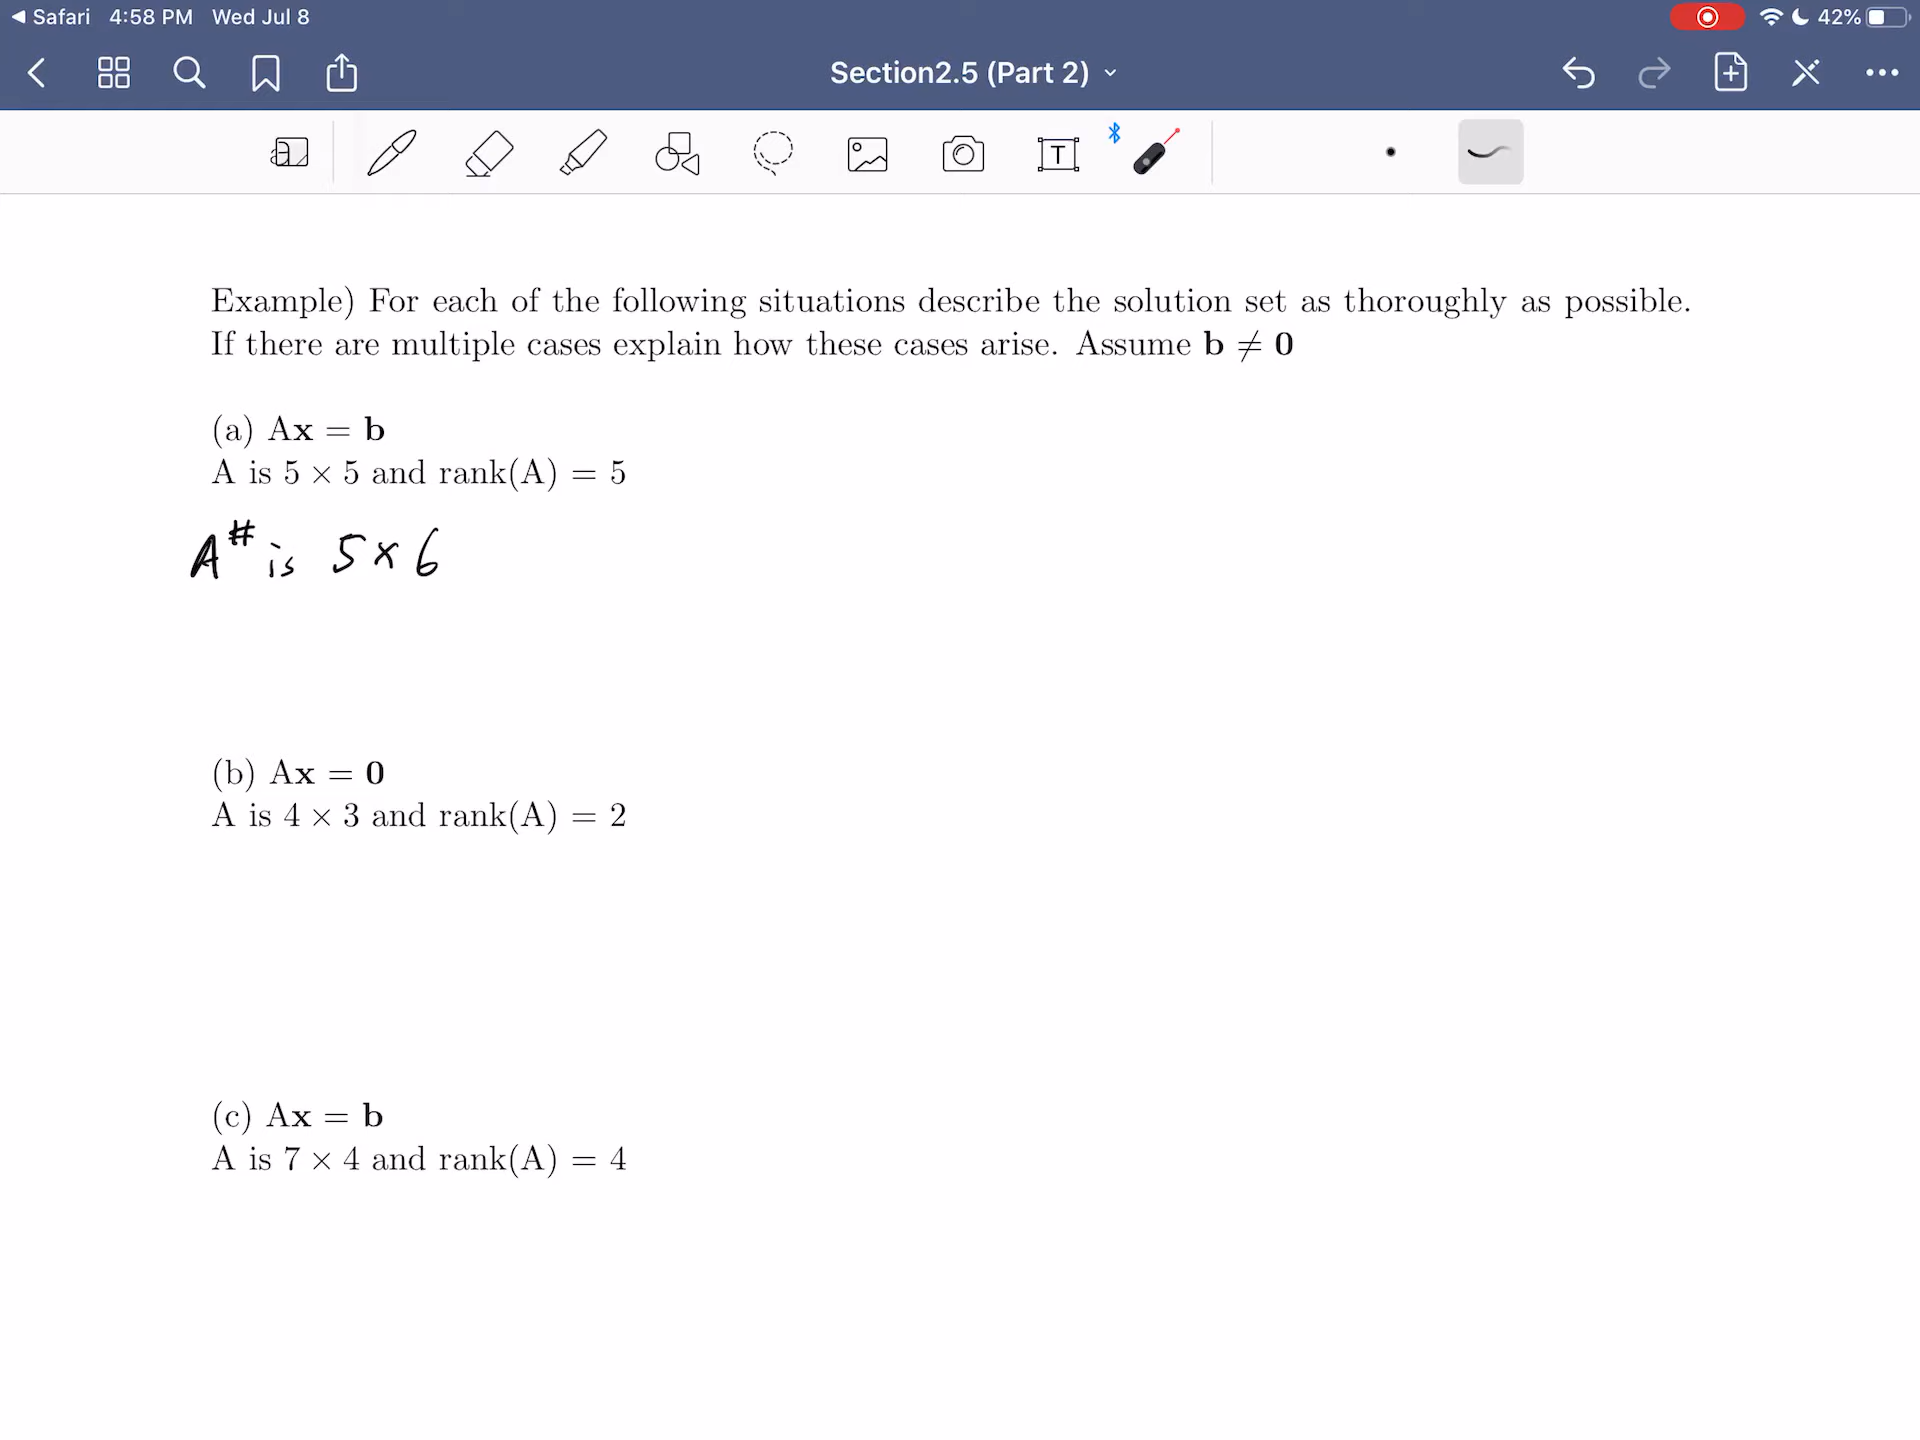 Safari 4:58 PM Wed Jul 8 42%
Section2.5 (Part 2)
Example) For each of the following situations describe the solution set as thoroughly as possible.
If there are multiple cases explain how these cases arise. Assume b ≠ 0
(a) Ax = b
A is 5 × 5 and rank(A) = 5
A^# is 5 × 6
(b) Ax = 0
A is 4 × 3 and rank(A) = 2
(c) Ax = b
A is 7 × 4 and rank(A) = 4